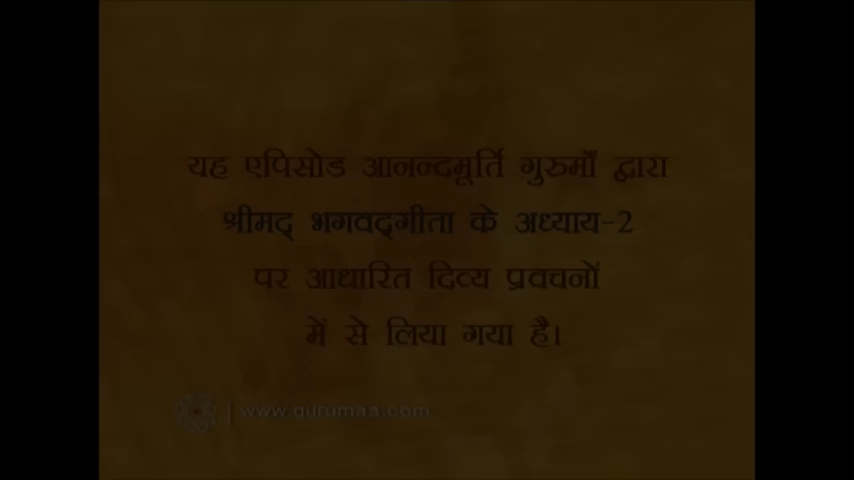 यह एपिसोड आनन्दमूर्ति गुरुमाँ द्वारा
श्रीमद् भगवद्गीता के अध्याय-2
पर आधारित दिव्य प्रवचनों
में से लिया गया है।
www.gurumaa.com